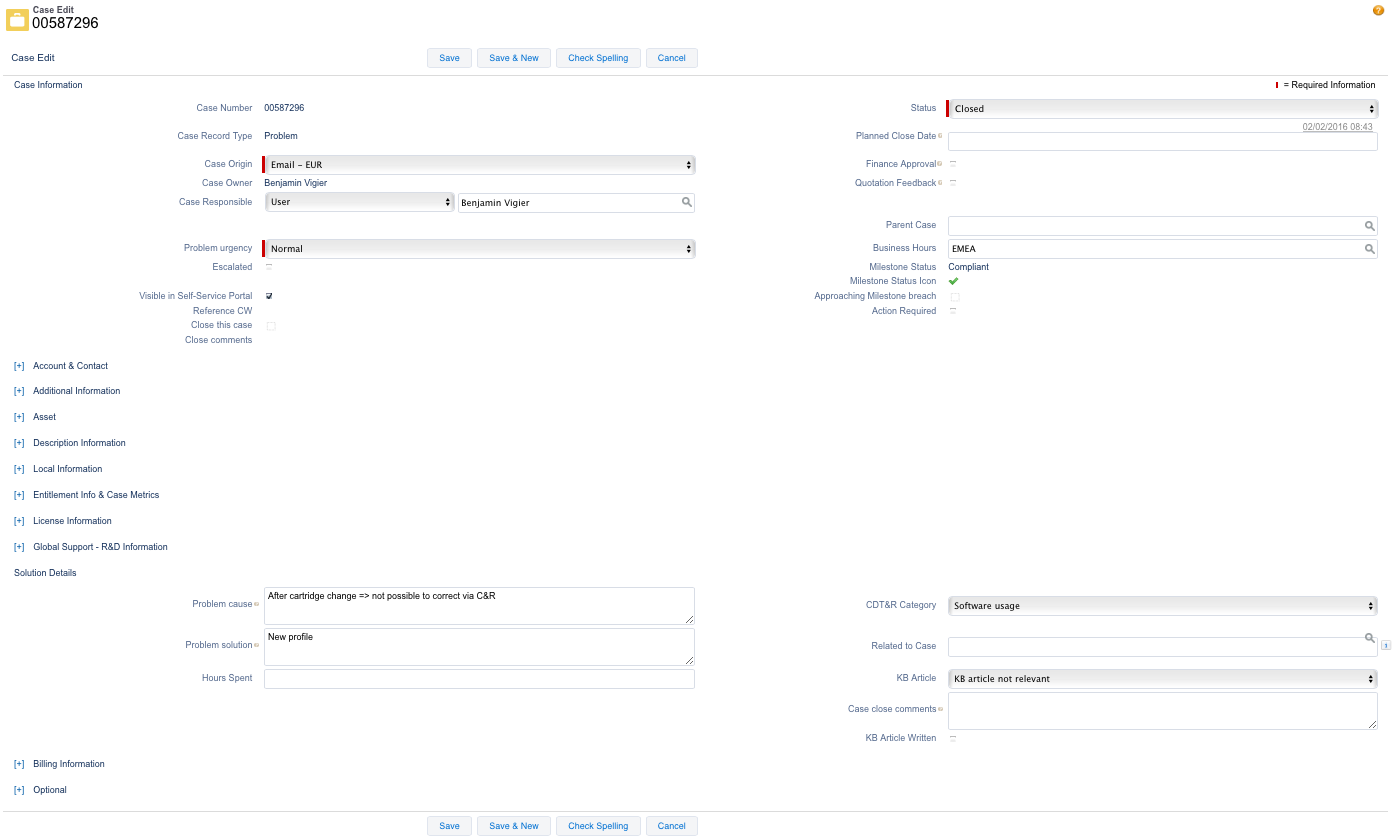 Case Edit
00587296
Case Edit
Save
Save & New
Check Spelling
Cancel
Case Information
= Required Information
Case Number 00587296
Status Closed
Case Record Type Problem
Planned Close Date 02/02/2016 08:43
Case Origin Email – EUR
Finance Approval
Case Owner Benjamin Vigier
Quotation Feedback
Case Responsible User Benjamin Vigier
Parent Case
Problem urgency Normal
Business Hours EMEA
Escalated
Milestone Status Compliant
Milestone Status Icon
Visible in Self-Service Portal
Approaching Milestone breach
Reference CW
Action Required
Close this case
Close comments
[+] Account & Contact
[+] Additional Information
[+] Asset
[+] Description Information
[+] Local Information
[+] Entitlement Info & Case Metrics
[+] License Information
[+] Global Support - R&D Information
Solution Details
Problem cause After cartridge change => not possible to correct via C&R
CDT&R Category Software usage
Problem solution New profile
Related to Case
Hours Spent
KB Article KB article not relevant
Case close comments
KB Article Written
[+] Billing Information
[+] Optional
Save
Save & New
Check Spelling
Cancel